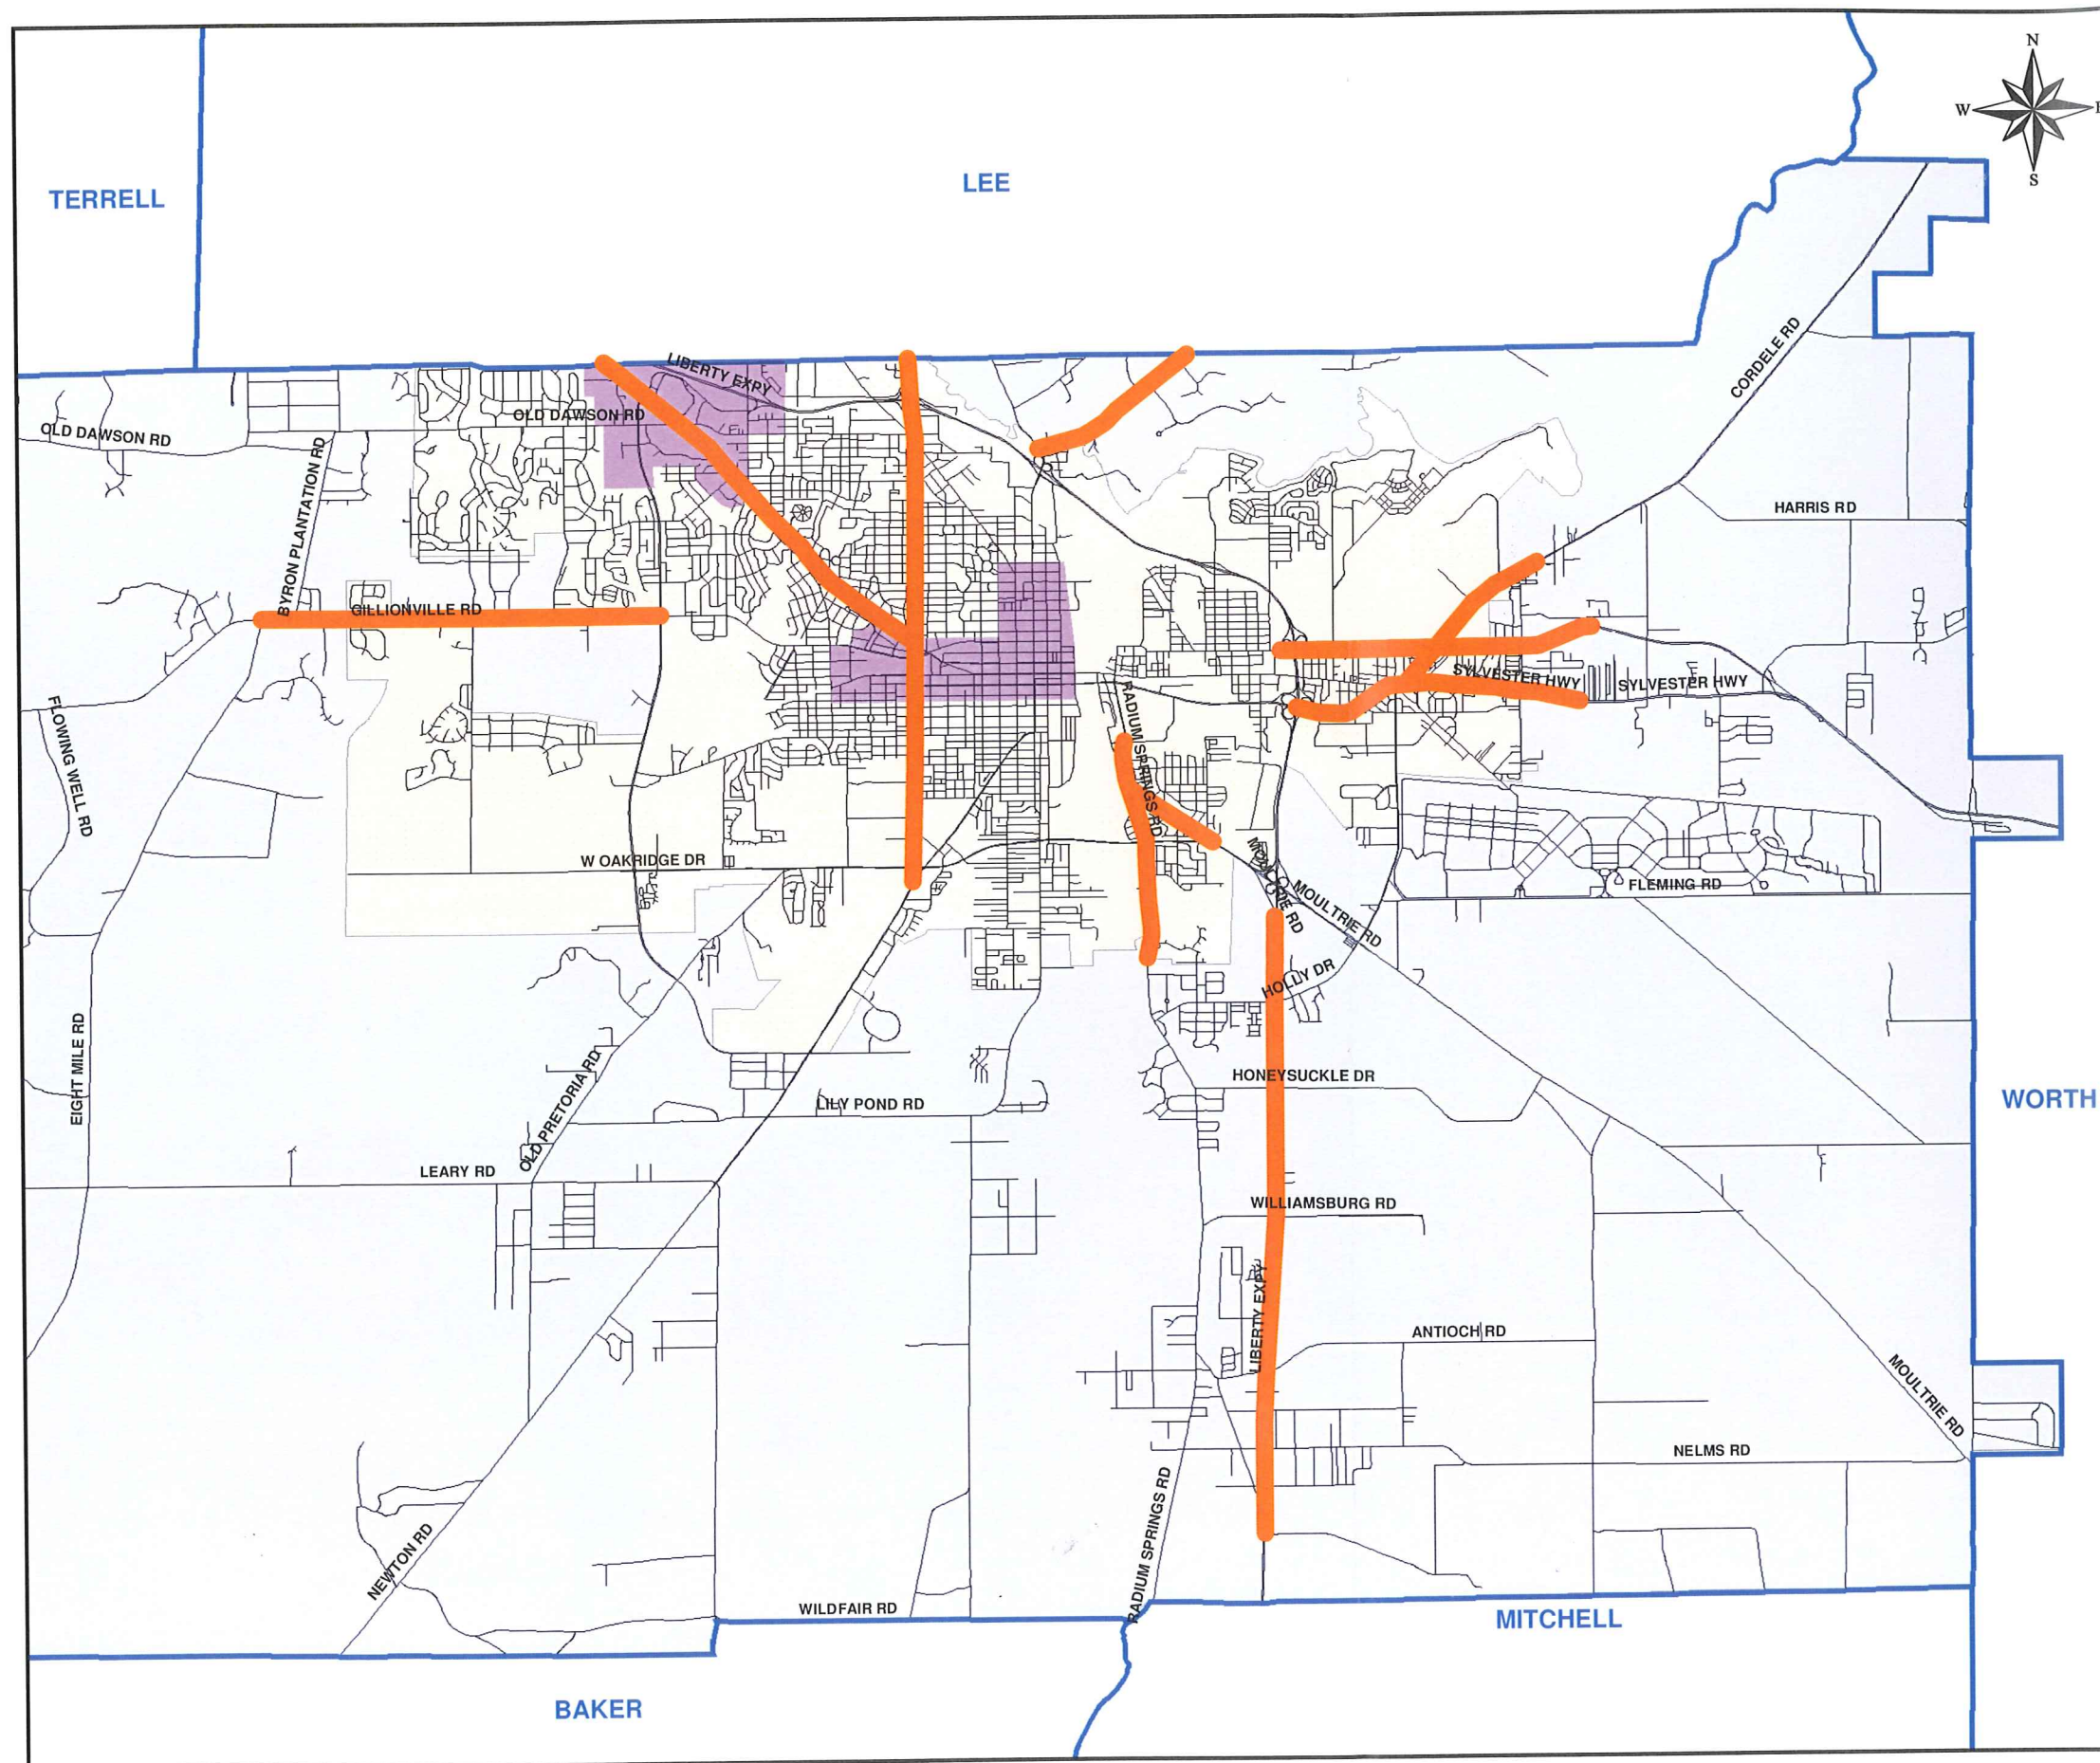 N
W
E
S
TERRELL
LEE
LIBERTY EXPY
OLD DAWSON RD
OLD DAWSON RD
CORDELE RD
BYRON PLANTATION RD
HARRIS RD
GILLIONVILLE RD
SYLVESTER HWY
SYLVESTER HWY
FLOWING WELL RD
RADIUM SPRINGS RD
W OAKRIDGE DR
MOULTRIE RD
MOULTRIE RD
FLEMING RD
HOLLY DR
EIGHT MILE RD
OLD PRETORIA RD
HONEYSUCKLE DR
LILY POND RD
WORTH
LEARY RD
WILLIAMSBURG RD
LIBERTY EXPY
ANTIOCH RD
MOULTRIE RD
NELMS RD
NEWTON RD
RADIUM SPRINGS RD
WILDFAIR RD
MITCHELL
BAKER